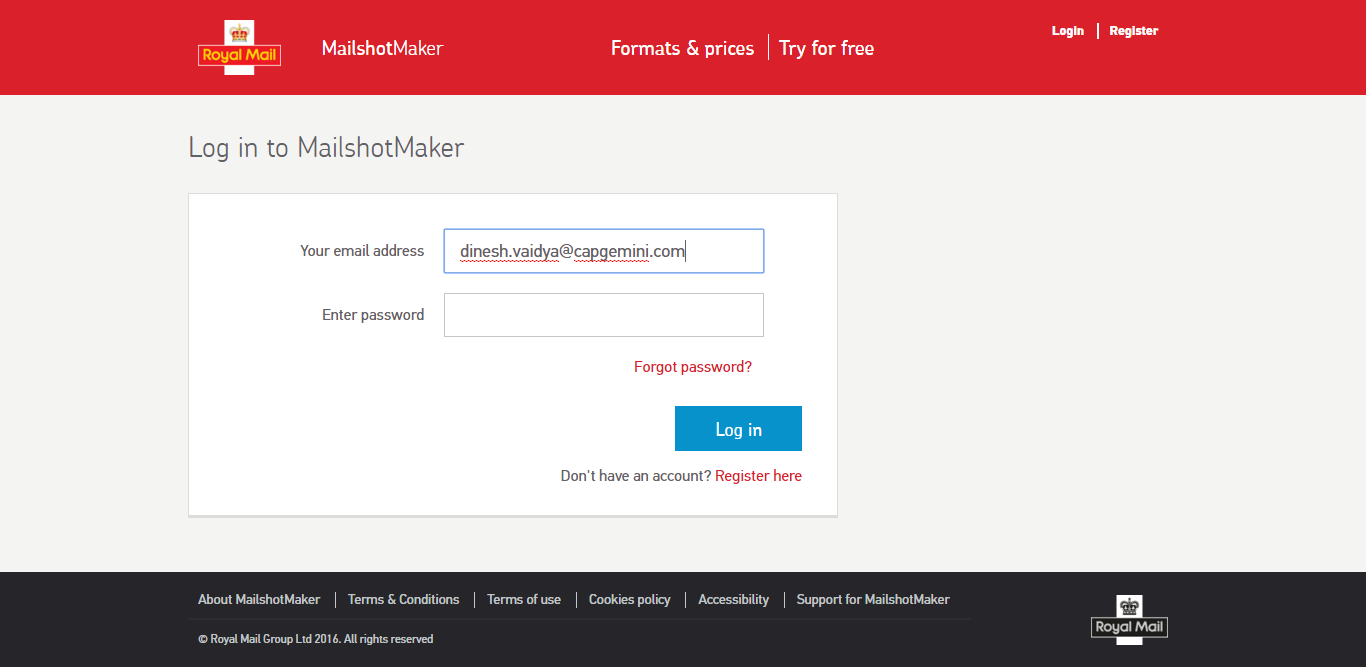 Royal Mail
MailshotMaker
Formats & prices
Try for free
Login
Register
Log in to MailshotMaker
Your email address
dinesh.vaidya@capgemini.com
Enter password
Forgot password?
Log in
Don't have an account? Register here
About MailshotMaker
Terms & Conditions
Terms of use
Cookies policy
Accessibility
Support for MailshotMaker
© Royal Mail Group Ltd 2016. All rights reserved
Royal Mail